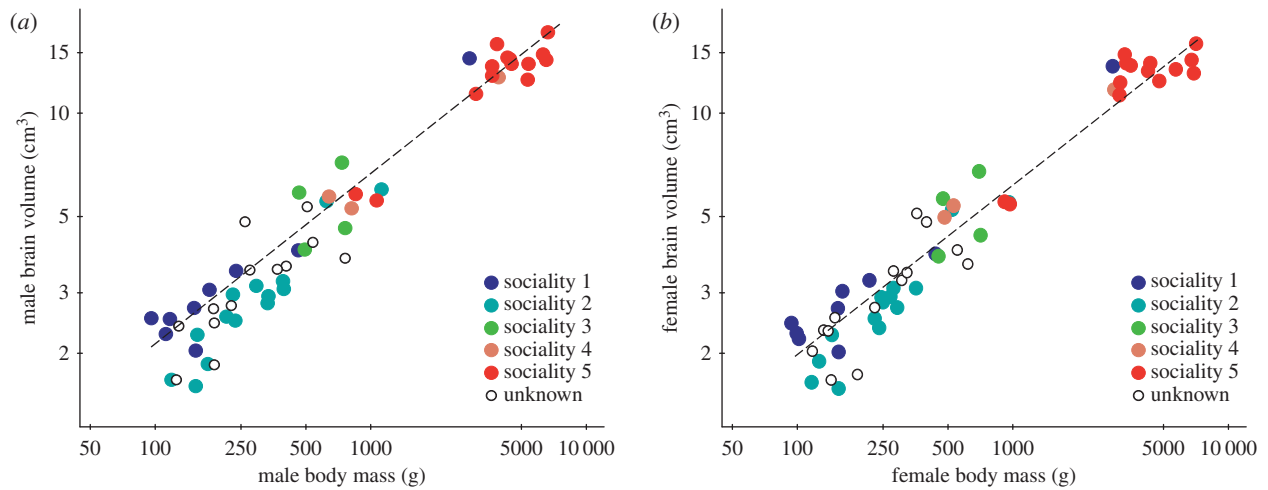 (a)
15
10
5
3
2
male brain volume (cm³)
sociality 1
sociality 2
sociality 3
sociality 4
sociality 5
unknown
50 100 250 500 1000 5000 10 000
male body mass (g)
(b)
15
10
5
3
2
female brain volume (cm³)
sociality 1
sociality 2
sociality 3
sociality 4
sociality 5
unknown
50 100 250 500 1000 5000 10 000
female body mass (g)